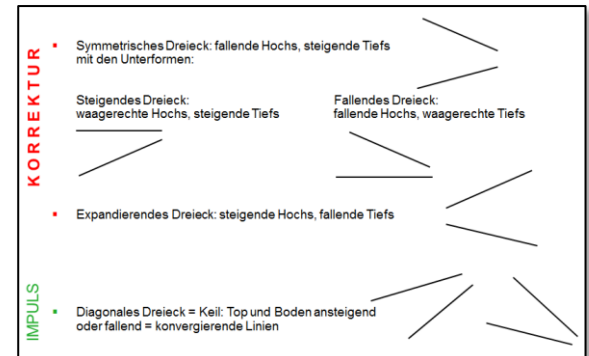 KORREKTUR
▪ Symmetrisches Dreieck: fallende Hochs, steigende Tiefs
mit den Unterformen:
Steigendes Dreieck:
waagerechte Hochs, steigende Tiefs
Fallendes Dreieck:
fallende Hochs, waagerechte Tiefs
▪ Expandierendes Dreieck: steigende Hochs, fallende Tiefs
IMPULS
▪ Diagonales Dreieck = Keil: Top und Boden ansteigend
oder fallend = konvergierende Linien